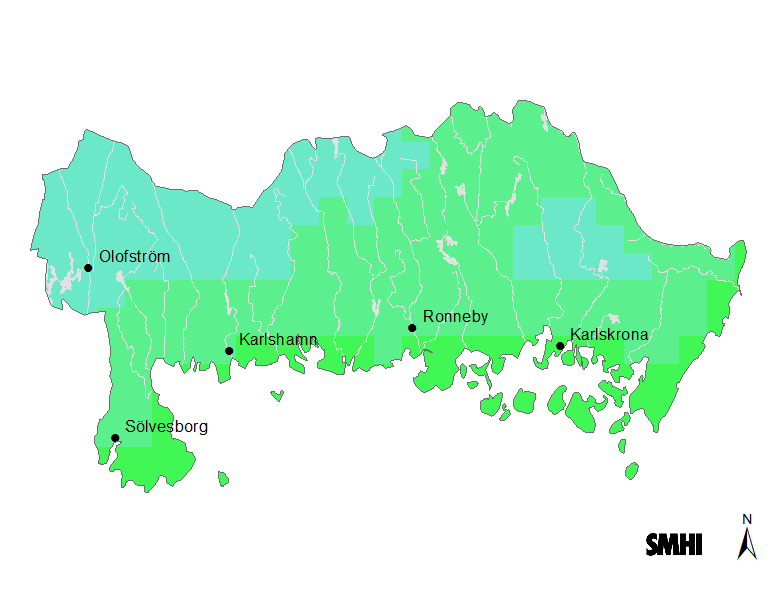 Olofström
Ronneby
Karlshamn
Karlskrona
Sölvesborg
N
SMHI